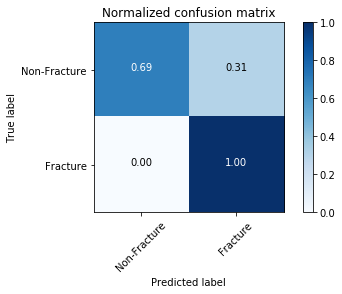 Normalized confusion matrix
True label
Non-Fracture
0.69
0.31
Fracture
0.00
1.00
Non-Fracture
Fracture
Predicted label
1.0
0.8
0.6
0.4
0.2
0.0